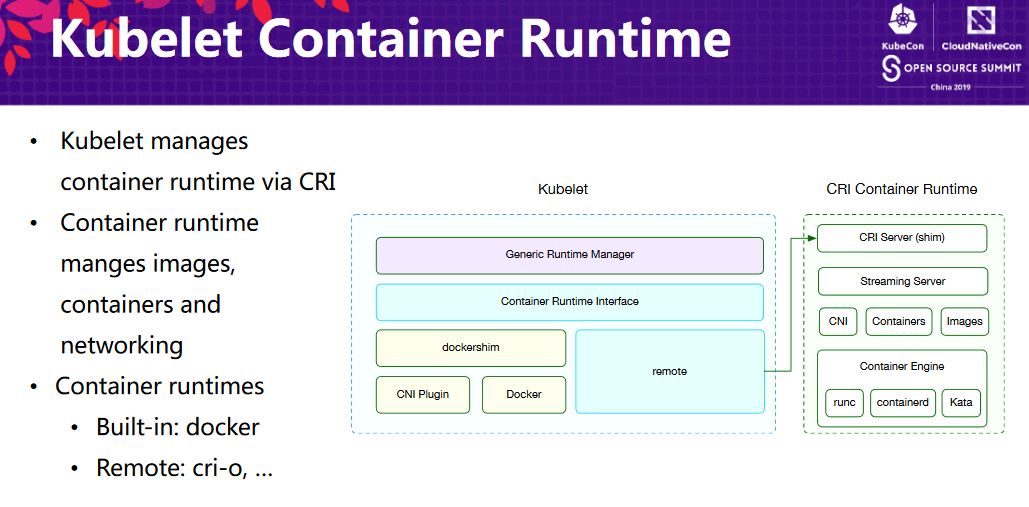 Kubelet Container Runtime
KubeCon
CloudNativeCon
OPEN SOURCE SUMMIT
China 2019
• Kubelet manages
container runtime via CRI
• Container runtime
manges images,
containers and
networking
• Container runtimes
• Built-in: docker
• Remote: cri-o, ...
Kubelet
Generic Runtime Manager
Container Runtime Interface
dockershim
CNI Plugin
Docker
remote
CRI Container Runtime
CRI Server (shim)
Streaming Server
CNI
Containers
Images
Container Engine
runc
containerd
Kata